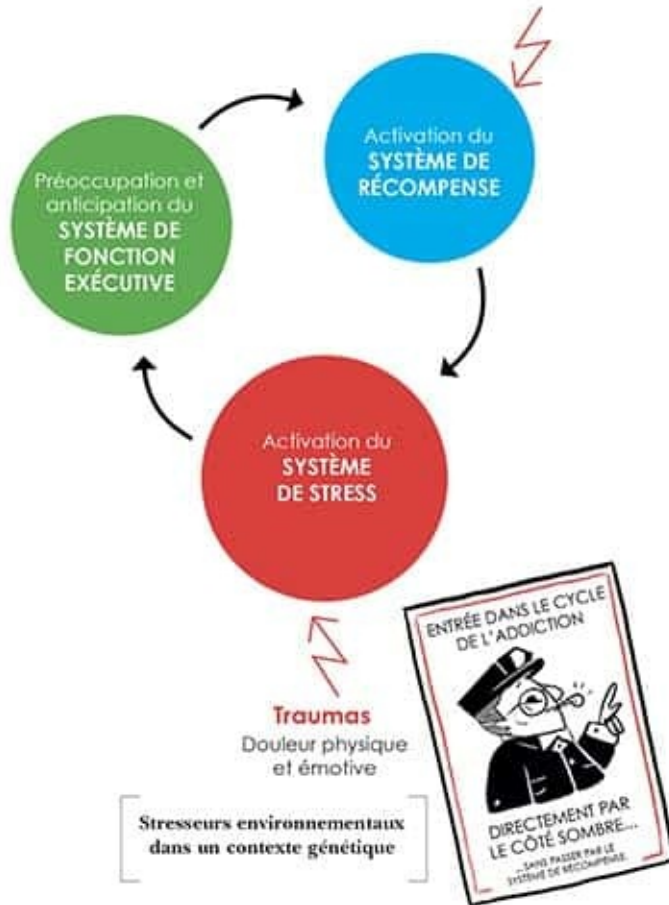 Activation du
SYSTÈME DE
RÉCOMPENSE
Préoccupation et
anticipation du
SYSTÈME DE
FONCTION
EXÉCUTIVE
Activation du
SYSTÈME
DE STRESS
Traumas
Douleur physique
et émotive
Stresseurs environnementaux
dans un contexte génétique
ENTRÉE DANS LE CYCLE
DE L'ADDICTION
DIRECTEMENT PAR
LE CÔTÉ SOMBRE...
...SANS PASSER PAR LE
SYSTÈME DE RÉCOMPENSE.